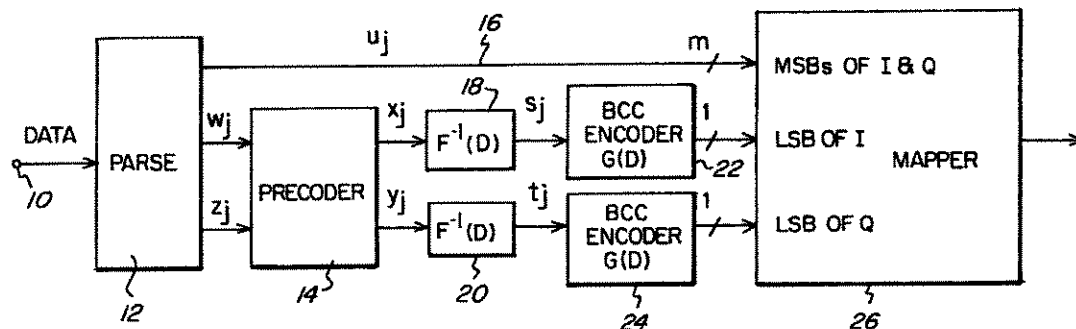 16
u_j
m
MSBs OF I & Q
18
DATA
w_j
x_j
s_j
F⁻¹(D)
BCC
ENCODER
G(D)
1
LSB OF I
22
PARSE
PRECODER
MAPPER
10
z_j
y_j
t_j
F⁻¹(D)
BCC
ENCODER
G(D)
1
LSB OF Q
12
14
20
24
26